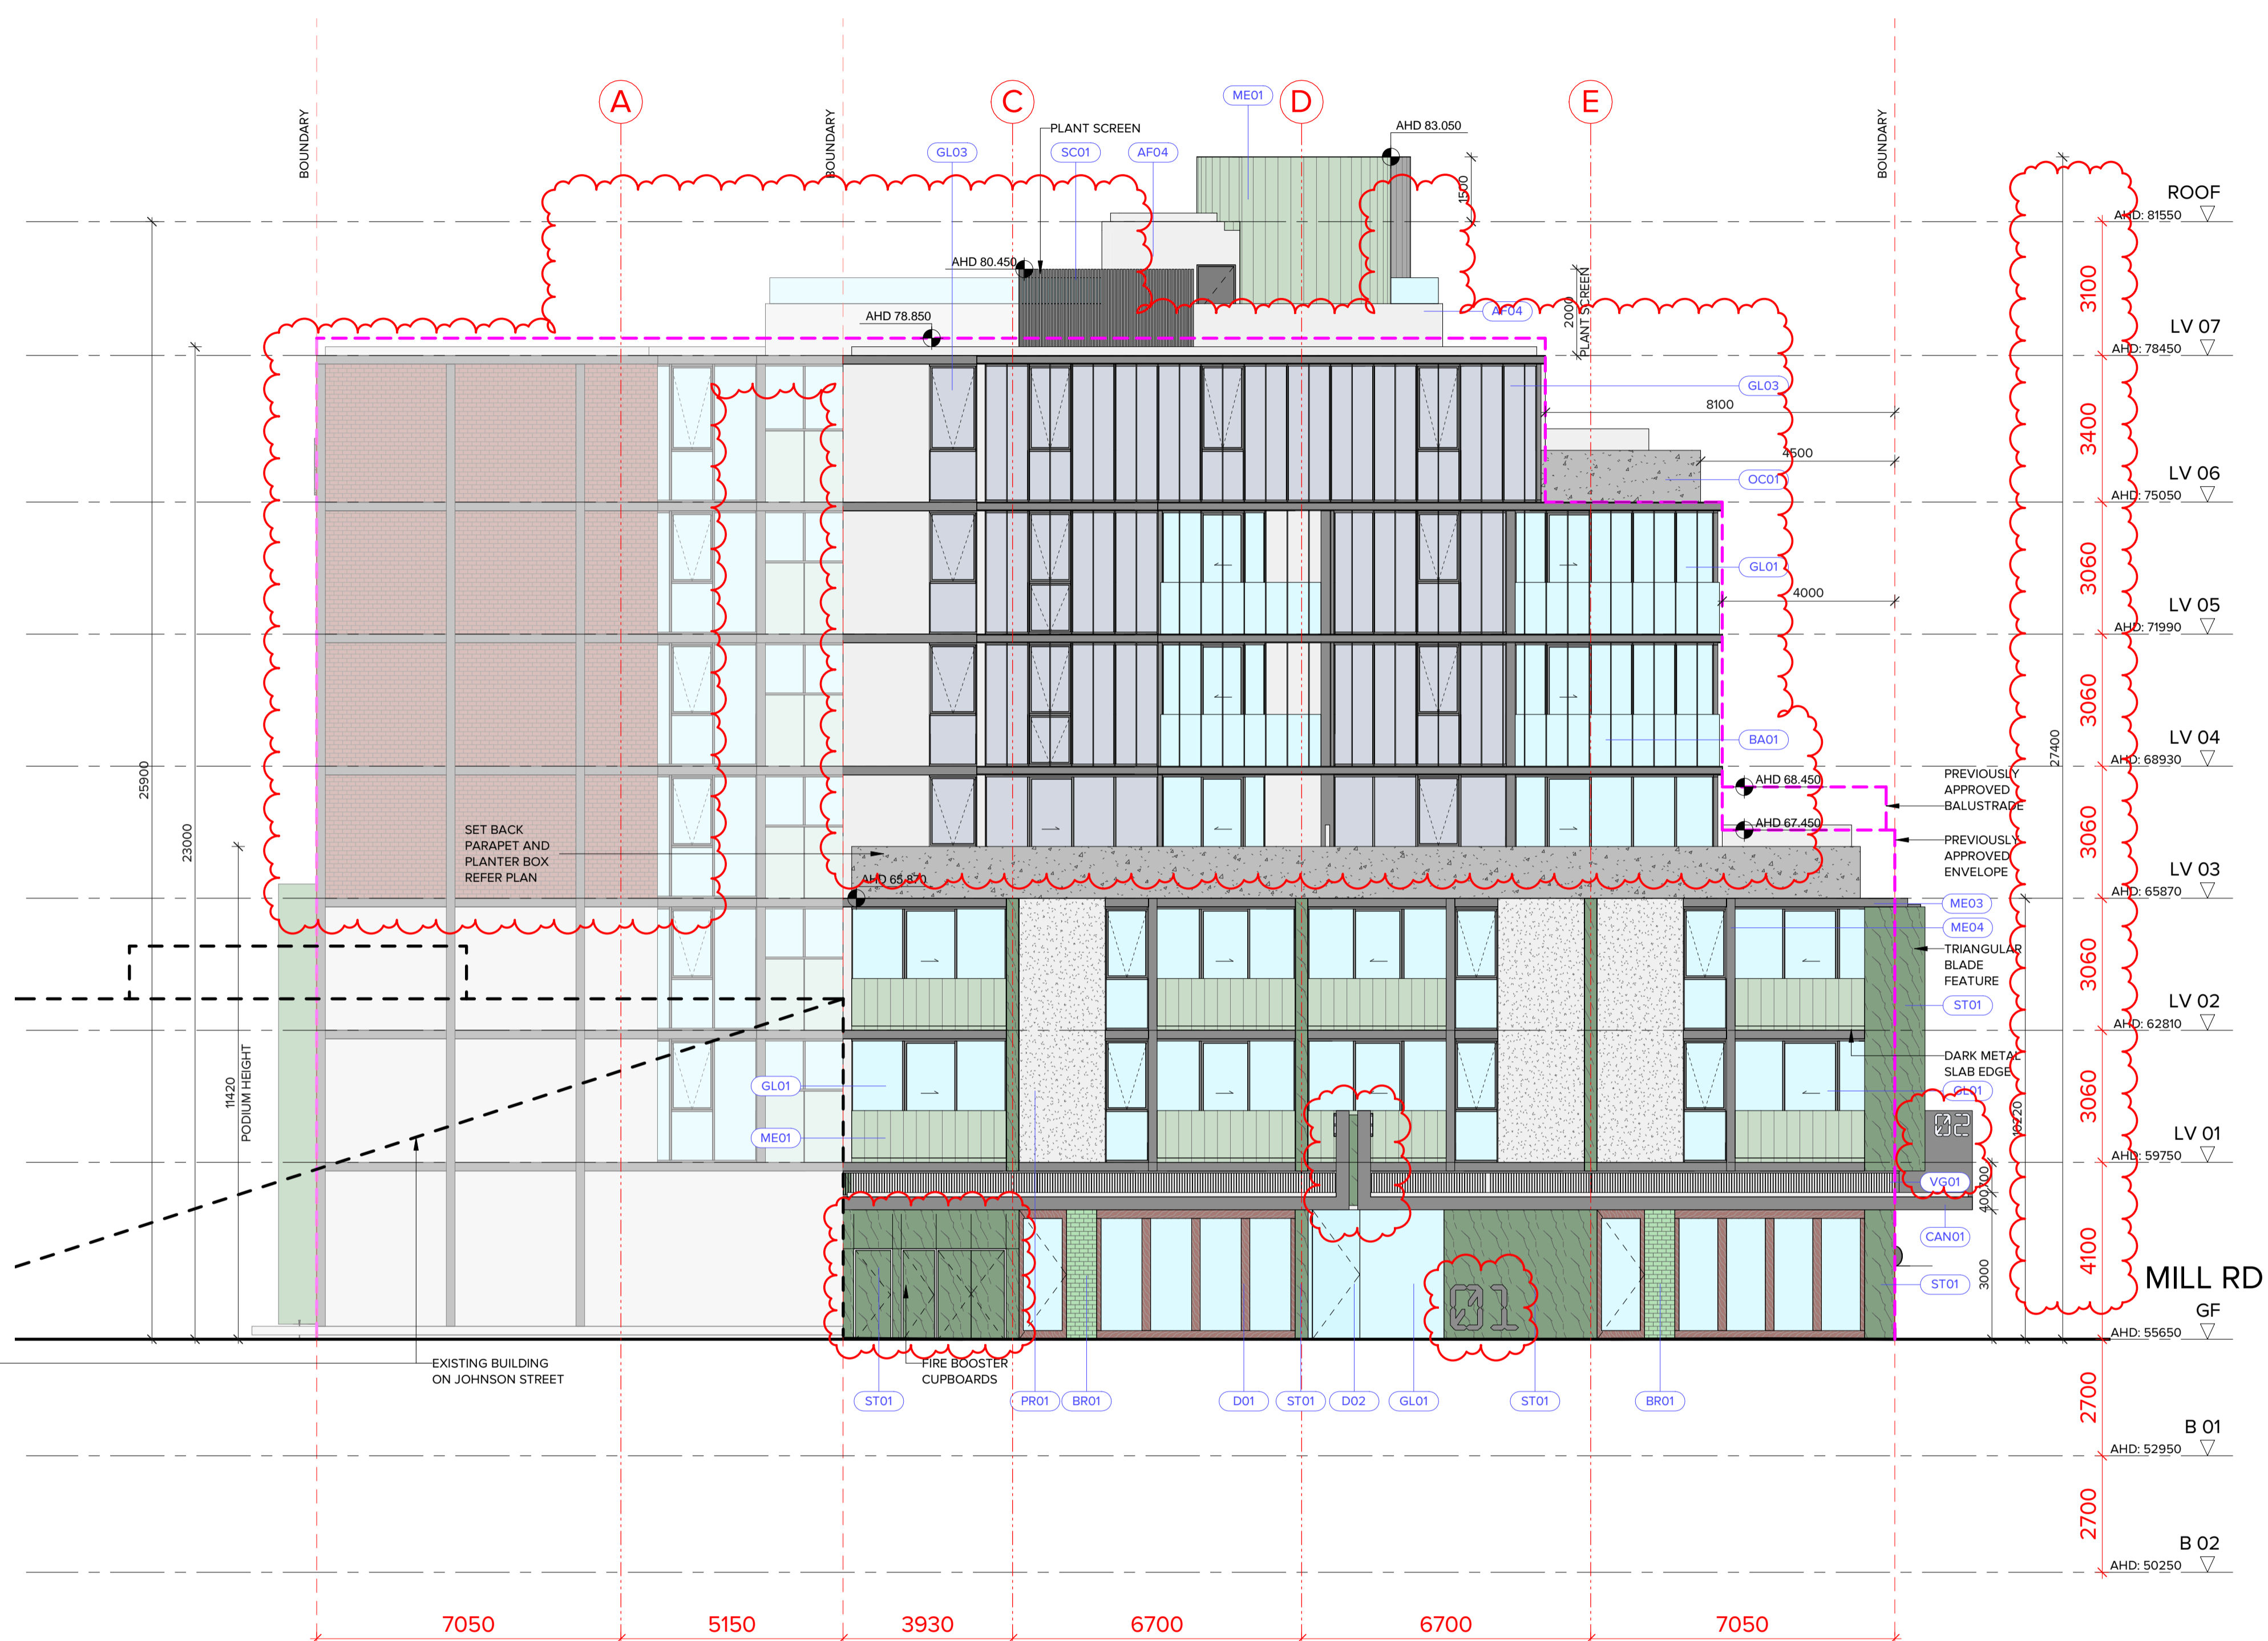 A
C
D
E
ME01
BOUNDARY
BOUNDARY
BOUNDARY
PLANT SCREEN
AHD 83.050
GL03
SC01
AF04
1500
ROOF
AHD: 81550
AHD 80.450
2000
PLANT SCREEN
AF04
3100
AHD 78.850
LV 07
AHD: 78450
GL03
8100
3400
4500
OC01
LV 06
AHD: 75050
GL01
3060
4000
LV 05
AHD: 71990
3060
BA01
27400
LV 04
AHD: 68930
25900
23000
AHD 68.450
PREVIOUSLY
APPROVED
BALUSTRADE
AHD 67.450
3060
SET BACK
PARAPET AND
PLANTER BOX
REFER PLAN
PREVIOUSLY
APPROVED
ENVELOPE
AHD 65.870
LV 03
AHD: 65870
ME03
ME04
TRIANGULAR
BLADE
FEATURE
3060
ST01
LV 02
AHD: 62810
11420
PODIUM HEIGHT
DARK METAL
SLAB EDGE
GL01
GL01
3060
02
ME01
LV 01
AHD: 59750
VG01
700
400
CAN01
4100
3000
ST01
01
MILL RD
GF
AHD: 55650
EXISTING BUILDING
ON JOHNSON STREET
FIRE BOOSTER
CUPBOARDS
ST01
PR01
BR01
D01
ST01
D02
GL01
ST01
BR01
2700
B 01
AHD: 52950
2700
B 02
AHD: 50250
7050
5150
3930
6700
6700
7050